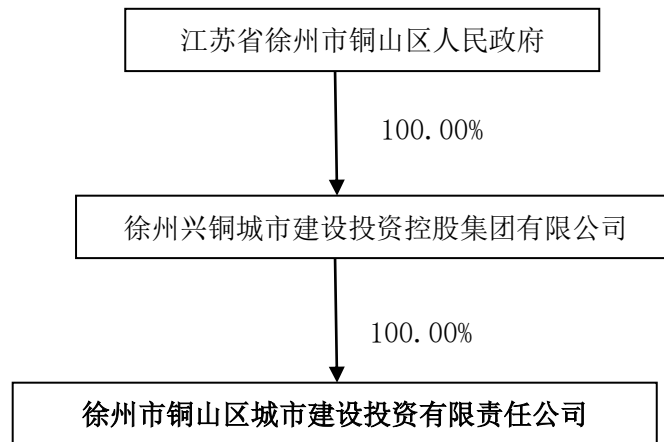 江苏省徐州市铜山区人民政府
100.00%
徐州兴铜城市建设投资控股集团有限公司
100.00%
徐州市铜山区城市建设投资有限责任公司